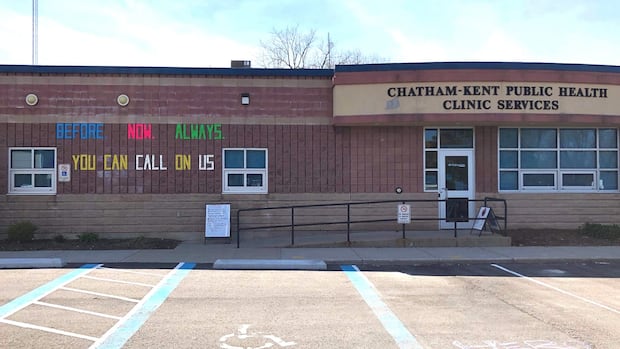 CHATHAM-KENT PUBLIC HEALTH
CLINIC SERVICES
BEFORE. NOW. ALWAYS.
YOU CAN CALL ON US